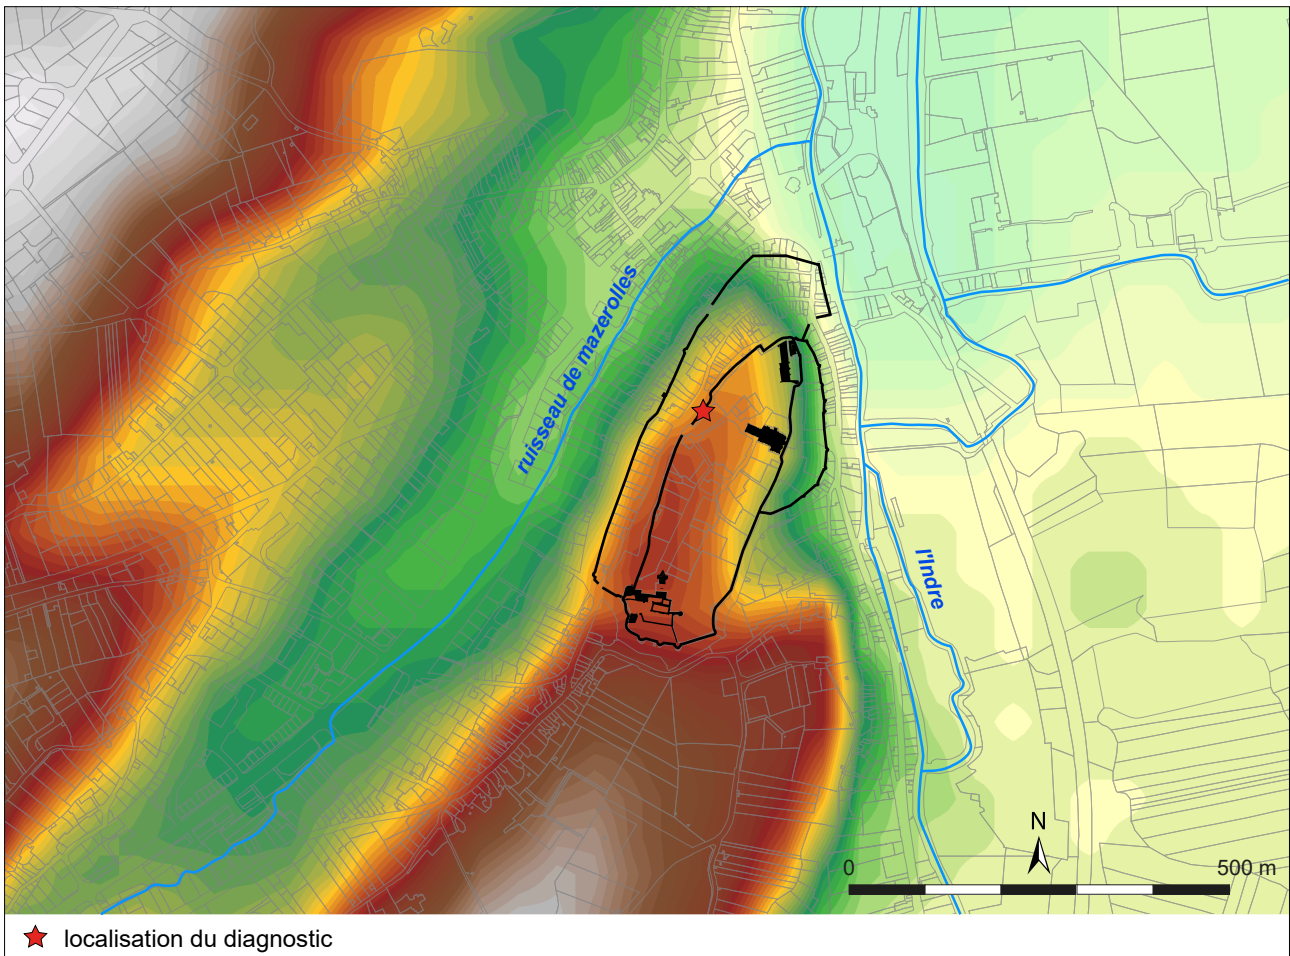 ruisseau de mazerolles
l'Indre
N
0 500 m
localisation du diagnostic